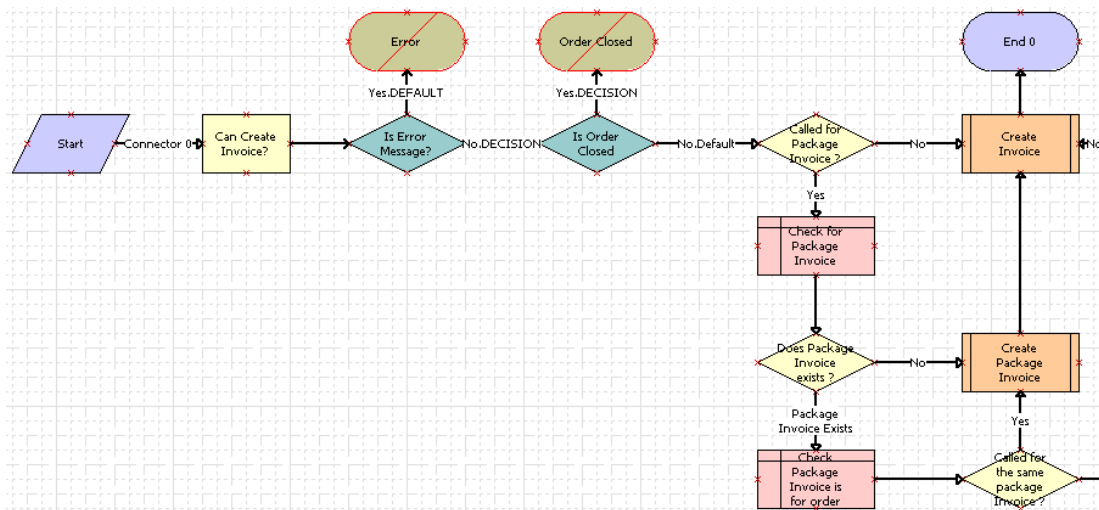 Error
Order Closed
End 0
Yes.DEFAULT
Yes.DECISION
Start
Connector 0
Can Create
Invoice?
Is Error
Message?
No.DECISION
Is Order
Closed
No.Default
Called for
Package
Invoice ?
No
Create
Invoice
No
Yes
Check for
Package
Invoice
Does Package
Invoice
exists ?
No
Create
Package
Invoice
Package
Invoice Exists
Yes
Check
Package
Invoice is
for order
Called for
the same
package
Invoice ?